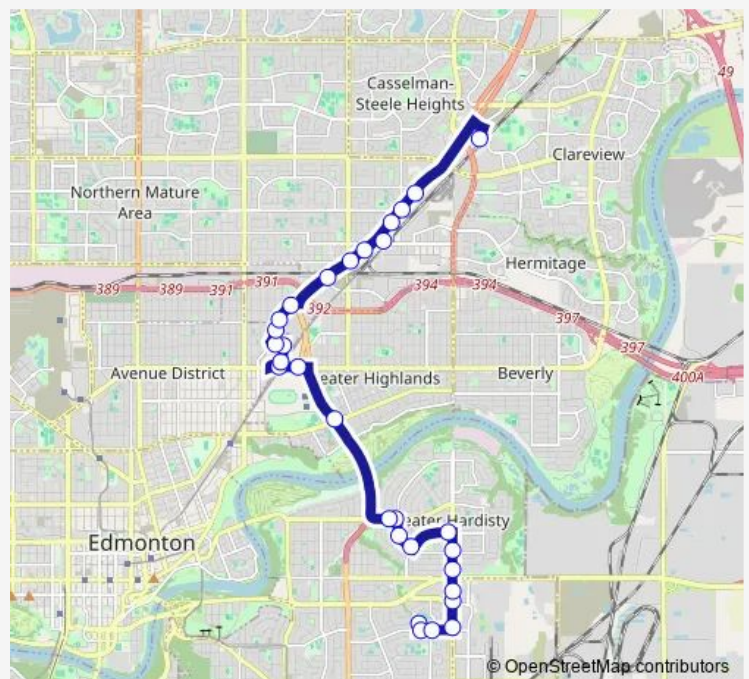 49
Casselman-
Steele Heights
Clareview
Northern Mature
Area
Hermitage
389
389
391
391
392
394
394
397
397
400A
Avenue District
eater Highlands
Beverly
eater Hardisty
Edmonton
© OpenStreetMap contributors